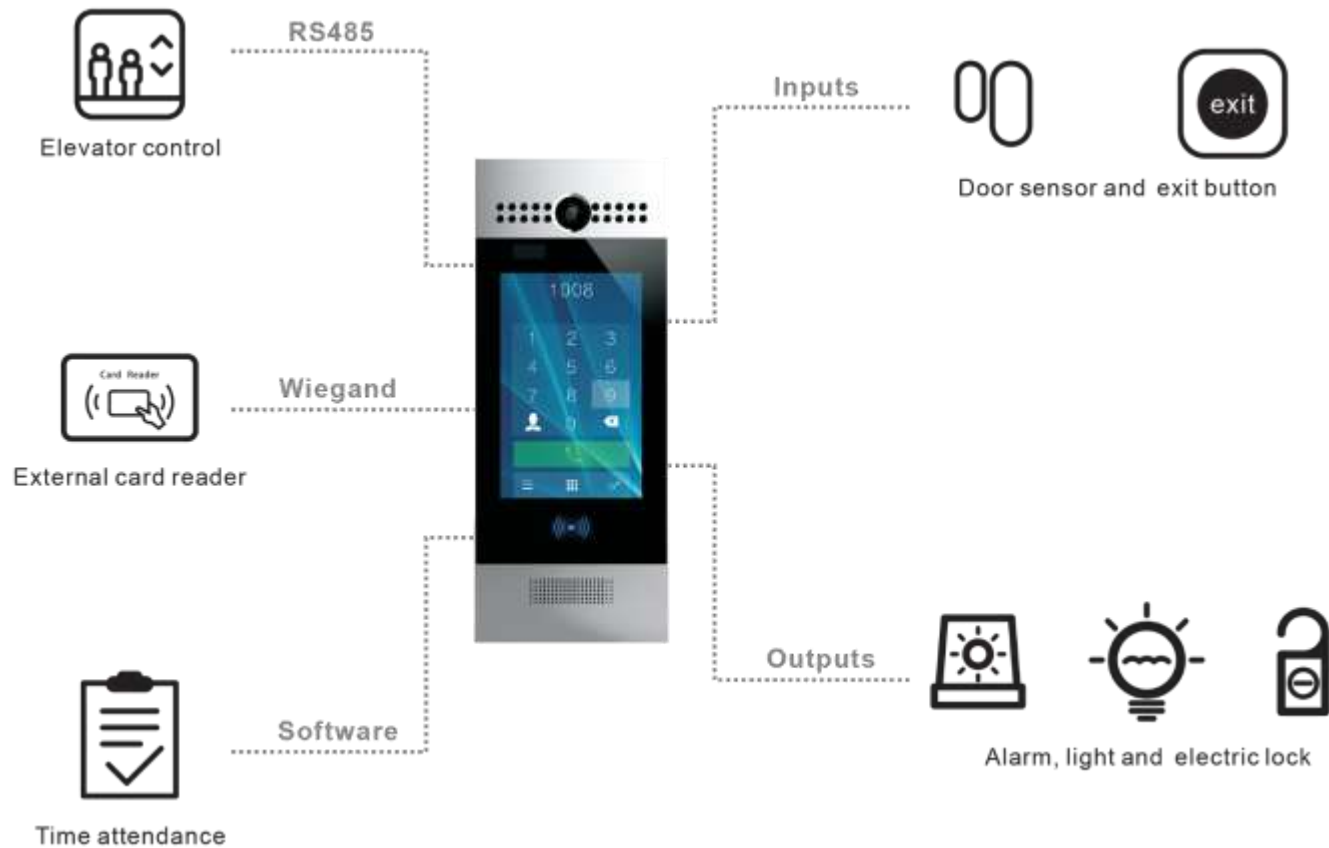 RS485
Elevator control
Inputs
exit
Door sensor and exit button
1008
1 2 3
4 5 6
7 8 9
0
Card Reader
Wiegand
External card reader
Outputs
Software
Alarm, light and electric lock
Time attendance